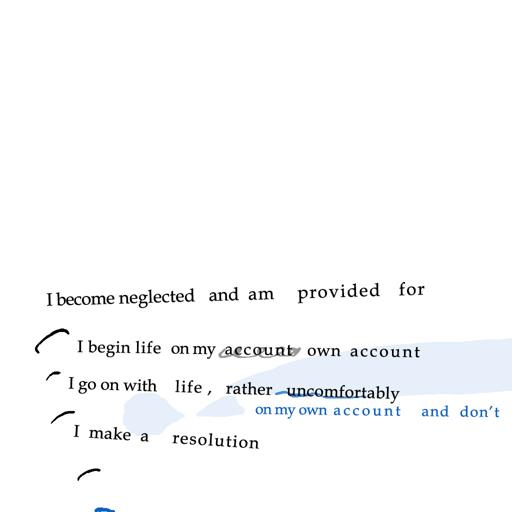 I become neglected and am provided for
I begin life on my account own account
I go on with life, rather uncomfortably
on my own account and don't
I make a resolution